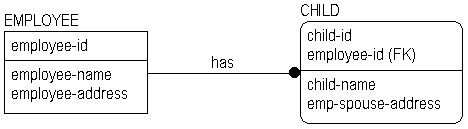 EMPLOYEE
employee-id
employee-name
employee-address
has
CHILD
child-id
employee-id (FK)
child-name
emp-spouse-address